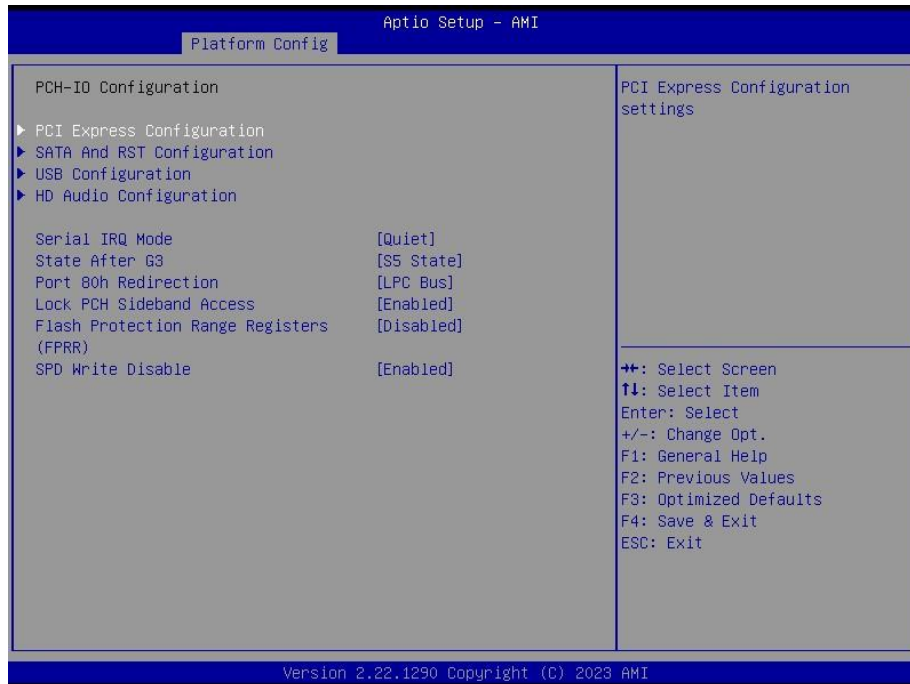 Aptio Setup - AMI
Platform Config
PCH-IO Configuration
PCI Express Configuration
SATA And RST Configuration
USB Configuration
HD Audio Configuration
Serial IRQ Mode [Quiet]
State After G3 [S5 State]
Port 80h Redirection [LPC Bus]
Lock PCH Sideband Access [Enabled]
Flash Protection Range Registers [Disabled]
(FPRR)
SPD Write Disable [Enabled]
PCI Express Configuration
settings
→←: Select Screen
↑↓: Select Item
Enter: Select
+/-: Change Opt.
F1: General Help
F2: Previous Values
F3: Optimized Defaults
F4: Save & Exit
ESC: Exit
Version 2.22.1290 Copyright (C) 2023 AMI